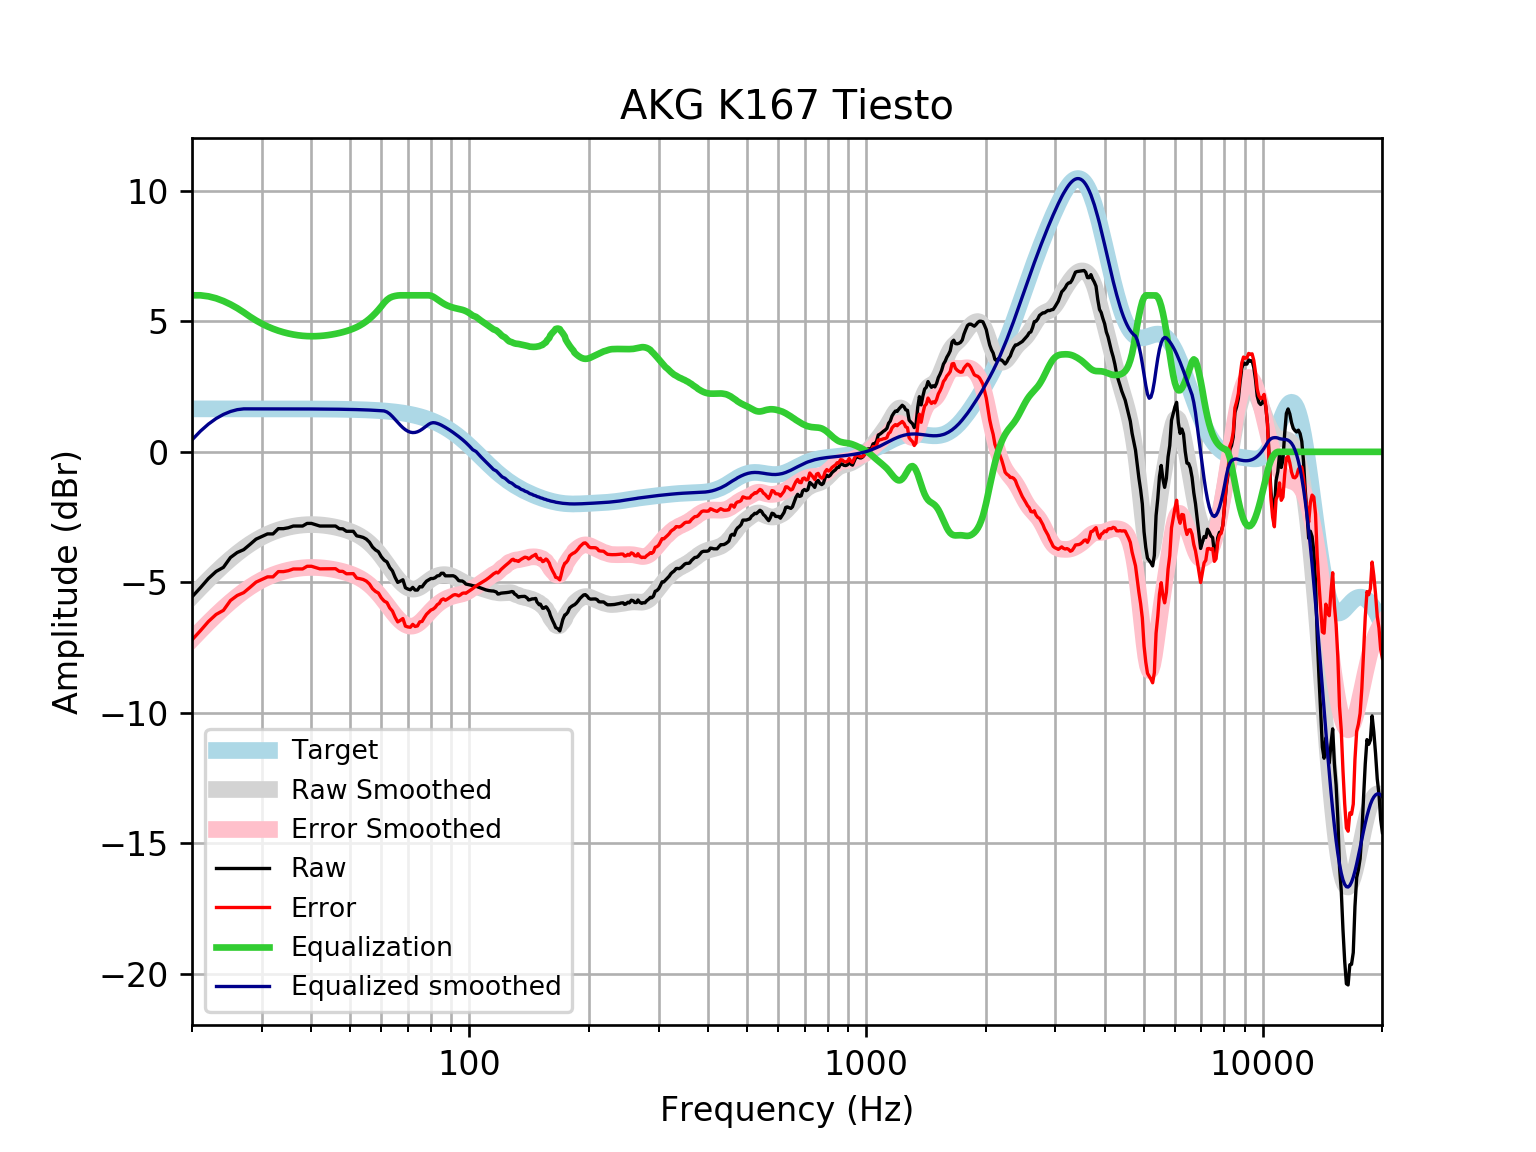 AKG K167 Tiesto
10
5
0
−5
−10
−15
−20
Amplitude (dBr)
Target
Raw Smoothed
Error Smoothed
Raw
Error
Equalization
Equalized smoothed
100
1000
10000
Frequency (Hz)